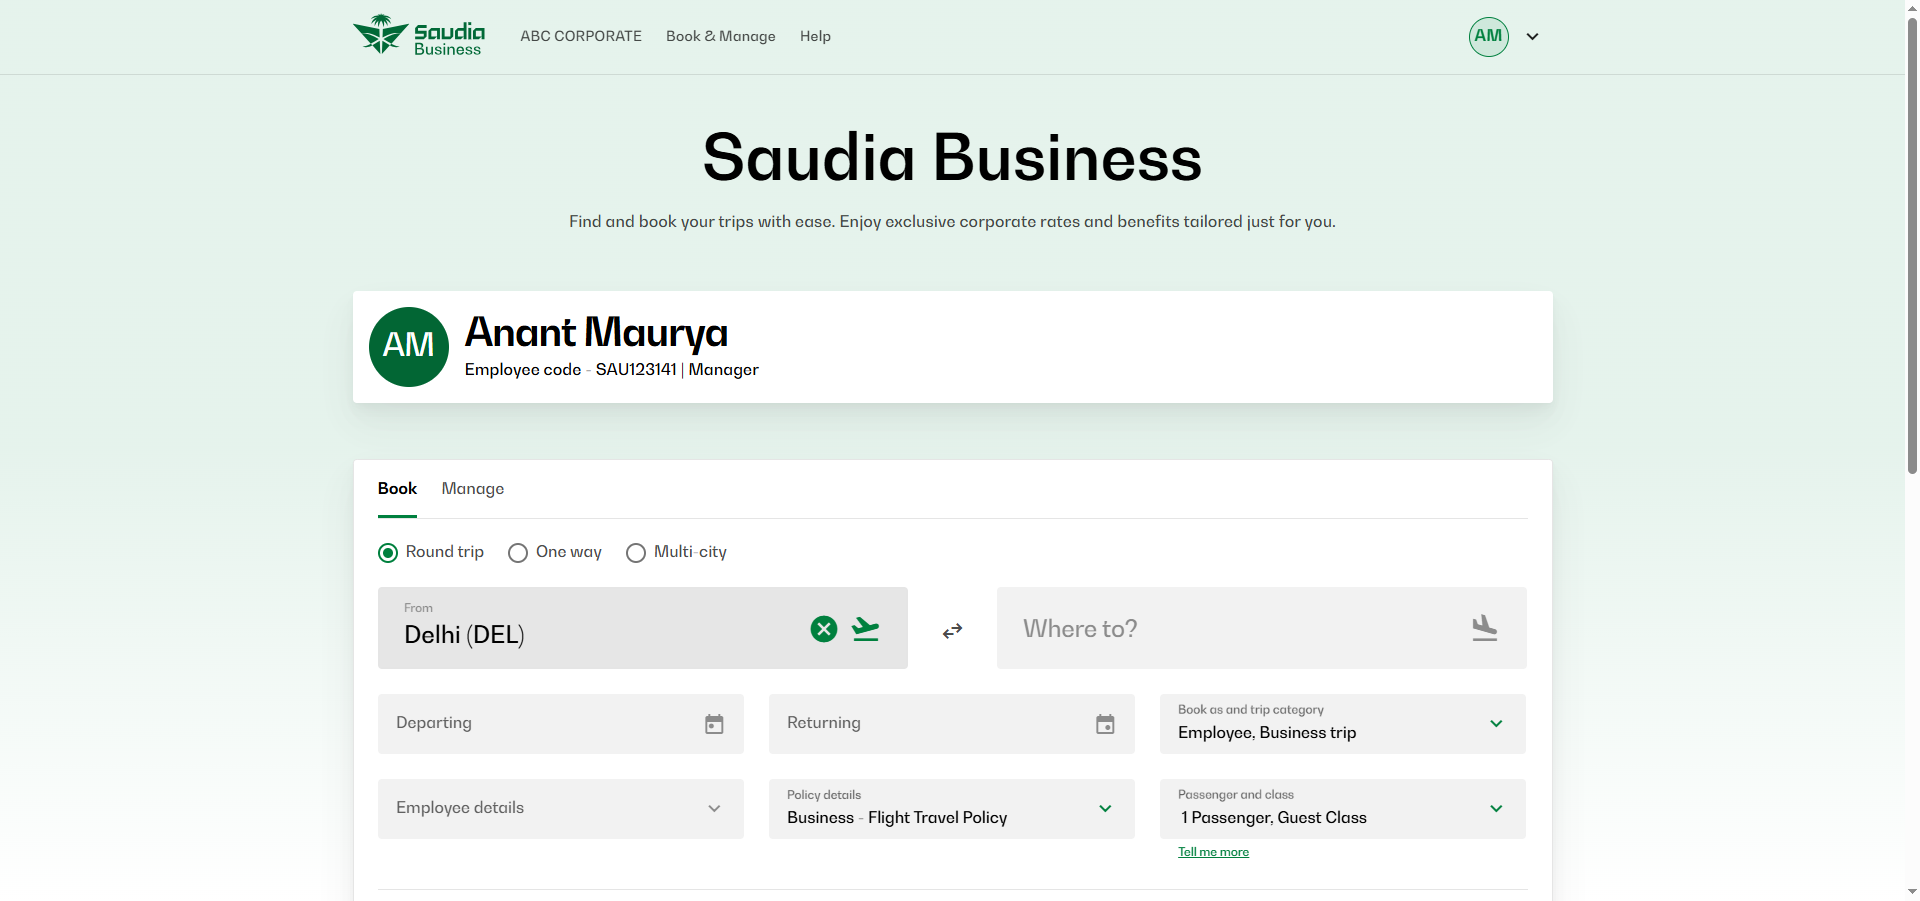 Saudia
Business
ABC CORPORATE
Book & Manage
Help
AM
Saudia Business
Find and book your trips with ease. Enjoy exclusive corporate rates and benefits tailored just for you.
AM
Anant Maurya
Employee code - SAU123141 | Manager
Book
Manage
Round trip
One way
Multi-city
From
Delhi (DEL)
Where to?
Departing
Returning
Book as and trip category
Employee, Business trip
Employee details
Policy details
Business - Flight Travel Policy
Passenger and class
1 Passenger, Guest Class
Tell me more